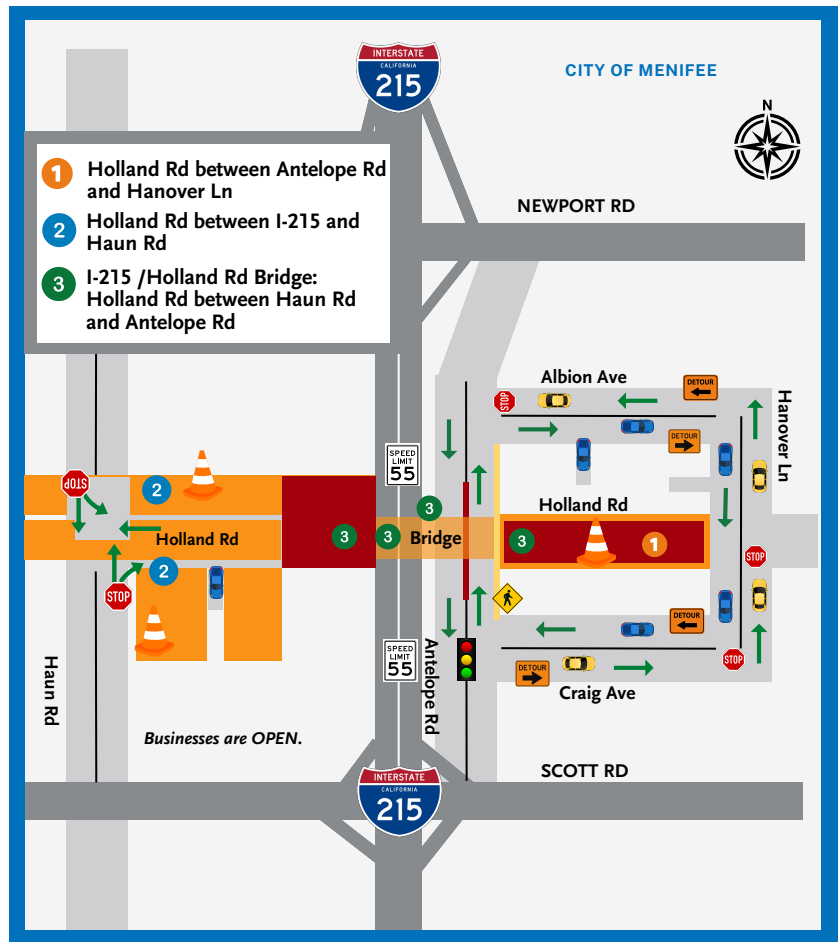 INTERSTATE
CALIFORNIA
215
CITY OF MENIFEE
N
1 Holland Rd between Antelope Rd
and Hanover Ln
2 Holland Rd between I-215 and
Haun Rd
3 I-215 /Holland Rd Bridge:
Holland Rd between Haun Rd
and Antelope Rd
NEWPORT RD
Albion Ave
DETOUR
STOP
Hanover Ln
DETOUR
SPEED
LIMIT
55
STOP
2
Holland Rd
3
3
3
Bridge
3
1
Holland Rd
STOP
2
STOP
DETOUR
SPEED
LIMIT
55
Antelope Rd
STOP
DETOUR
Craig Ave
Haun Rd
Businesses are OPEN.
SCOTT RD
INTERSTATE
CALIFORNIA
215